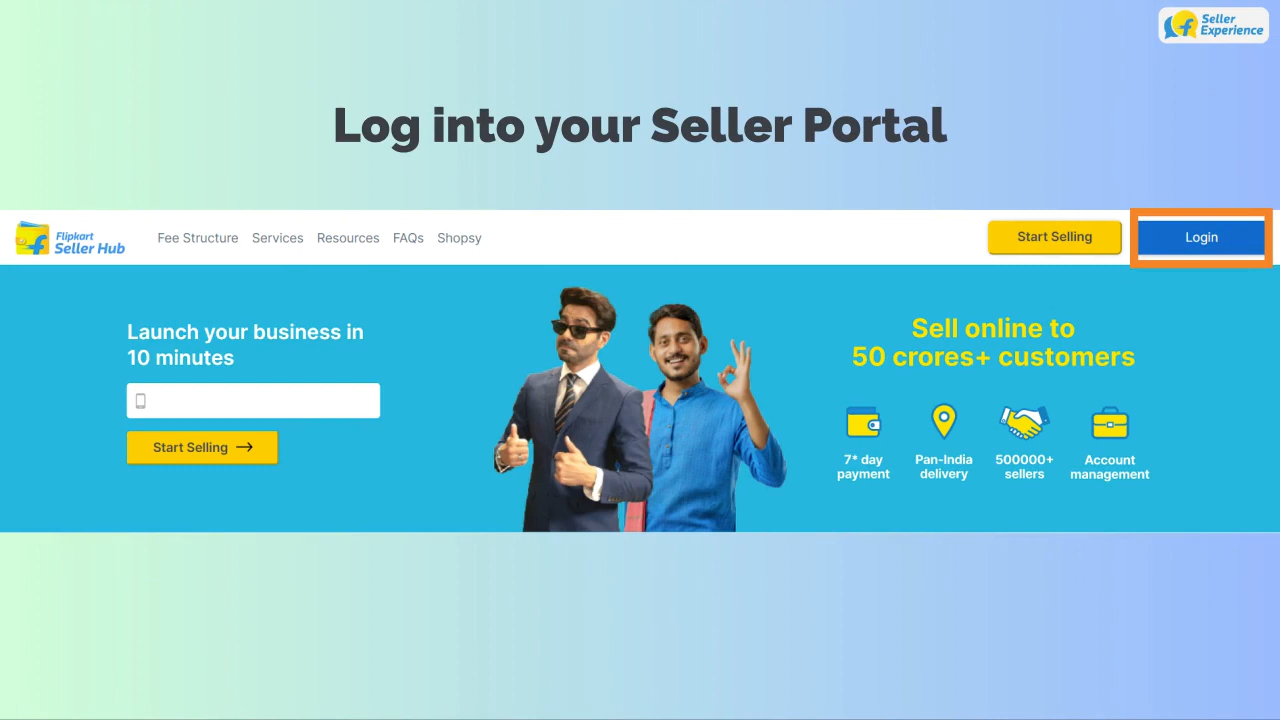 Seller
Experience
Log into your Seller Portal
Flipkart
Seller Hub
Fee Structure
Services
Resources
FAQs
Shopsy
Start Selling
Login
Launch your business in
10 minutes
Start Selling
Sell online to
50 crores+ customers
7* day
payment
Pan-India
delivery
500000+
sellers
Account
management